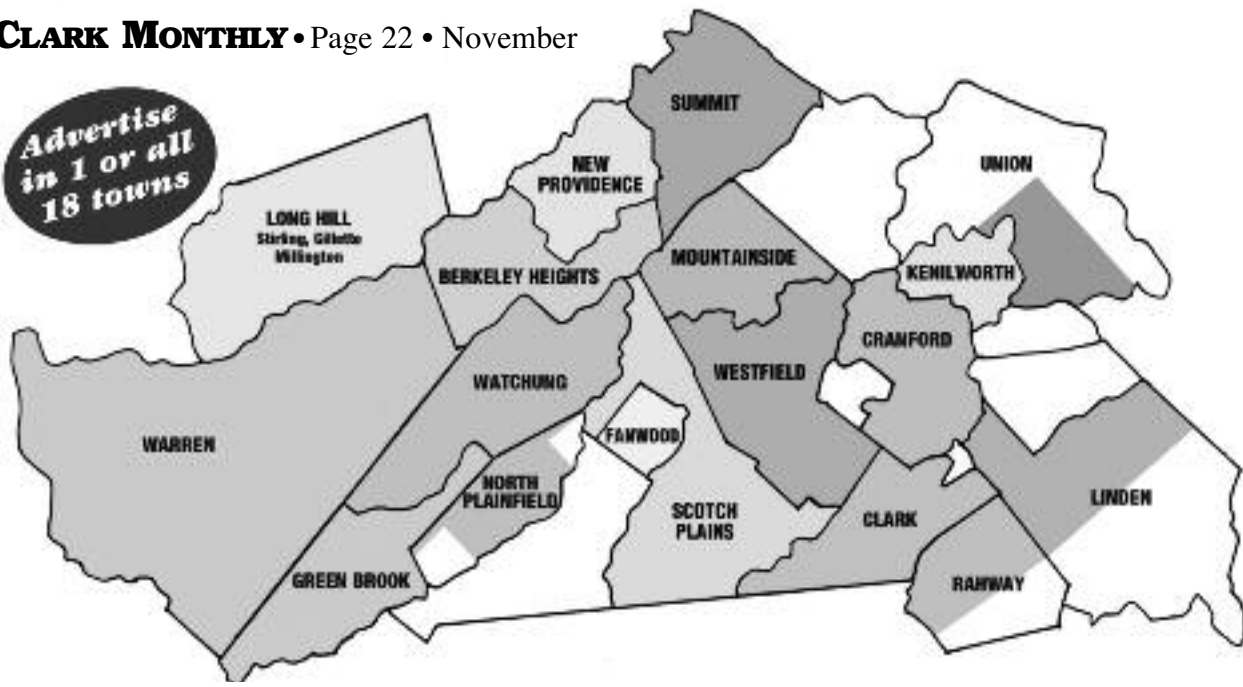 CLARK MONTHLY • Page 22 • November
Advertise
in 1 or all
18 towns
SUMMIT
UNION
NEW
PROVIDENCE
LONG HILL
Stirling, Gillette
Millington
BERKELEY HEIGHTS
MOUNTAINSIDE
KENILWORTH
CRANFORD
WATCHUNG
WESTFIELD
WARREN
FANWOOD
NORTH
PLAINFIELD
SCOTCH
PLAINS
CLARK
LINDEN
GREEN BROOK
RAHWAY